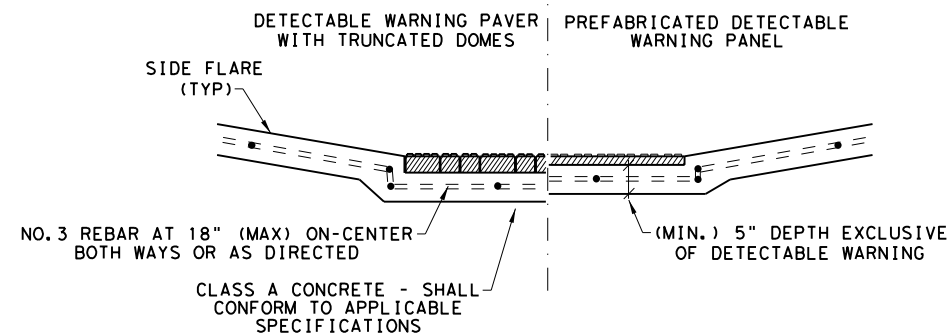 DETECTABLE WARNING PAVER
WITH TRUNCATED DOMES
PREFABRICATED DETECTABLE
WARNING PANEL
SIDE FLARE
(TYP)
NO.3 REBAR AT 18" (MAX) ON-CENTER
BOTH WAYS OR AS DIRECTED
(MIN.) 5" DEPTH EXCLUSIVE
OF DETECTABLE WARNING
CLASS A CONCRETE - SHALL
CONFORM TO APPLICABLE
SPECIFICATIONS